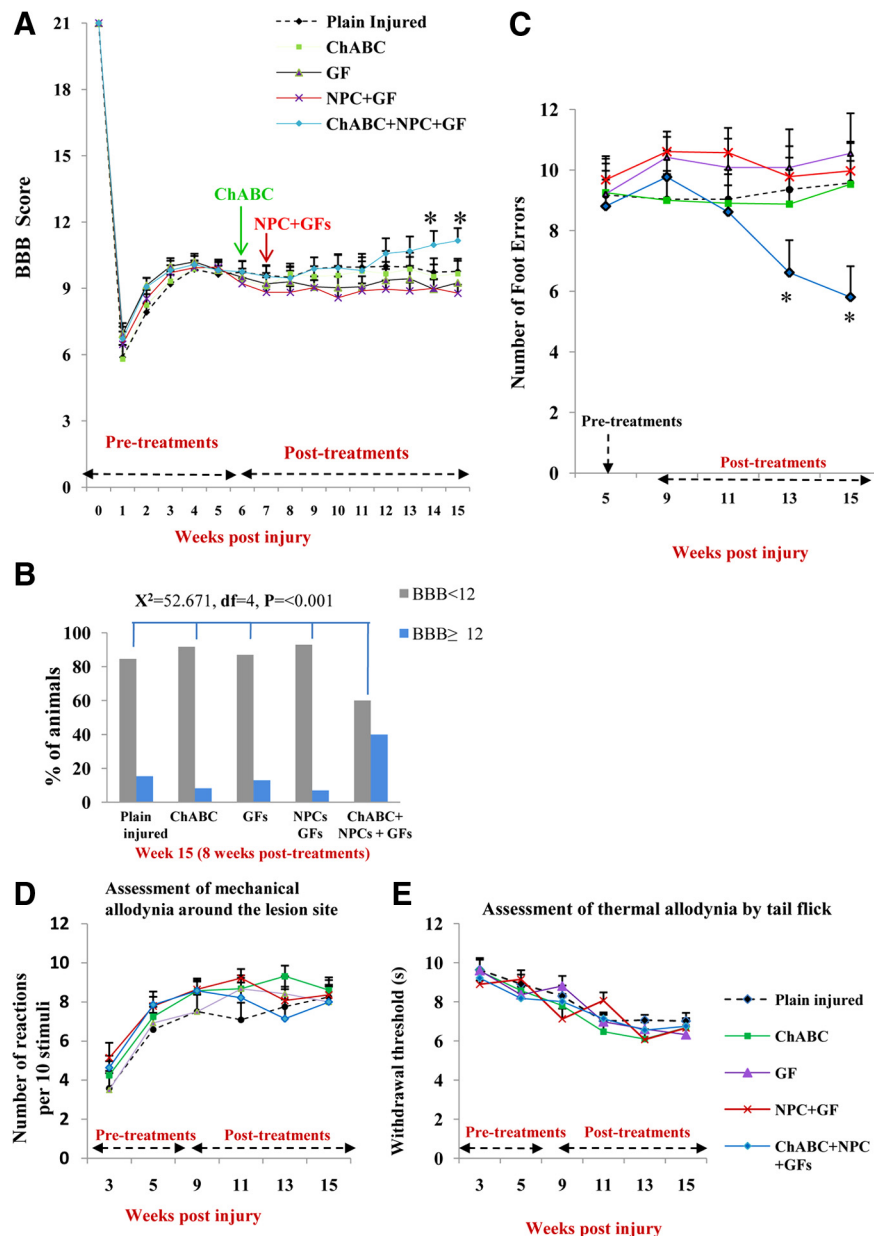 A
21
18
15
12
9
6
3
0
BBB Score
Plain Injured
ChABC
GF
NPC+GF
ChABC+NPC+GF
ChABC
NPC+GFs
* *
Pre-treatments
Post-treatments
0 1 2 3 4 5 6 7 8 9 10 11 12 13 14 15
Weeks post injury
B
X²=52.671, df=4, P=<0.001
BBB<12
BBB≥ 12
100
80
60
40
20
0
% of animals
Plain injured
ChABC
GFs
NPCs GFs
ChABC+ NPCs + GFs
Week 15 (8 weeks post-treatments)
C
12
10
8
6
4
2
0
Number of Foot Errors
*
*
Pre-treatments
Post-treatments
5 9 11 13 15
Weeks post injury
D
Assessment of mechanical
allodynia around the lesion site
12
10
8
6
4
2
0
Number of reactions
per 10 stimuli
Pre-treatments
Post-treatments
3 5 9 11 13 15
Weeks post injury
E
Assessment of thermal allodynia by tail flick
12
10
8
6
4
2
0
Withdrawal threshold (s)
Pre-treatments
Post-treatments
3 5 9 11 13 15
Weeks post injury
Plain injured
ChABC
GF
NPC+GF
ChABC+NPC
+GFs